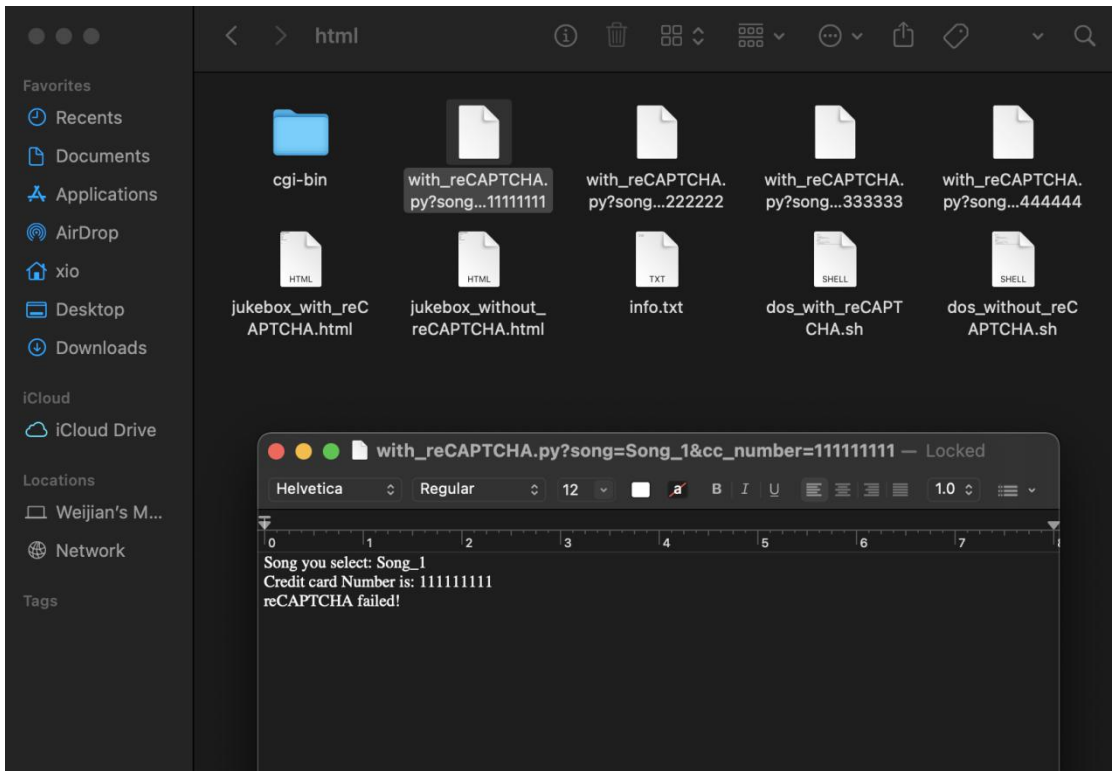 html
Favorites
Recents
Documents
Applications
AirDrop
xio
Desktop
Downloads
iCloud
iCloud Drive
Locations
Weijian's M...
Network
Tags
cgi-bin
with_reCAPTCHA.
py?song...11111111
with_reCAPTCHA.
py?song...222222
with_reCAPTCHA.
py?song...333333
with_reCAPTCHA.
py?song...444444
HTML
jukebox_with_reC
APTCHA.html
HTML
jukebox_without_
reCAPTCHA.html
TXT
info.txt
SHELL
dos_with_reCAPT
CHA.sh
SHELL
dos_without_reC
APTCHA.sh
with_reCAPTCHA.py?song=Song_1&cc_number=111111111 — Locked
Helvetica Regular 12 a B I U 1.0
0 1 2 3 4 5 6 7 8
Song you select: Song_1
Credit card Number is: 111111111
reCAPTCHA failed!